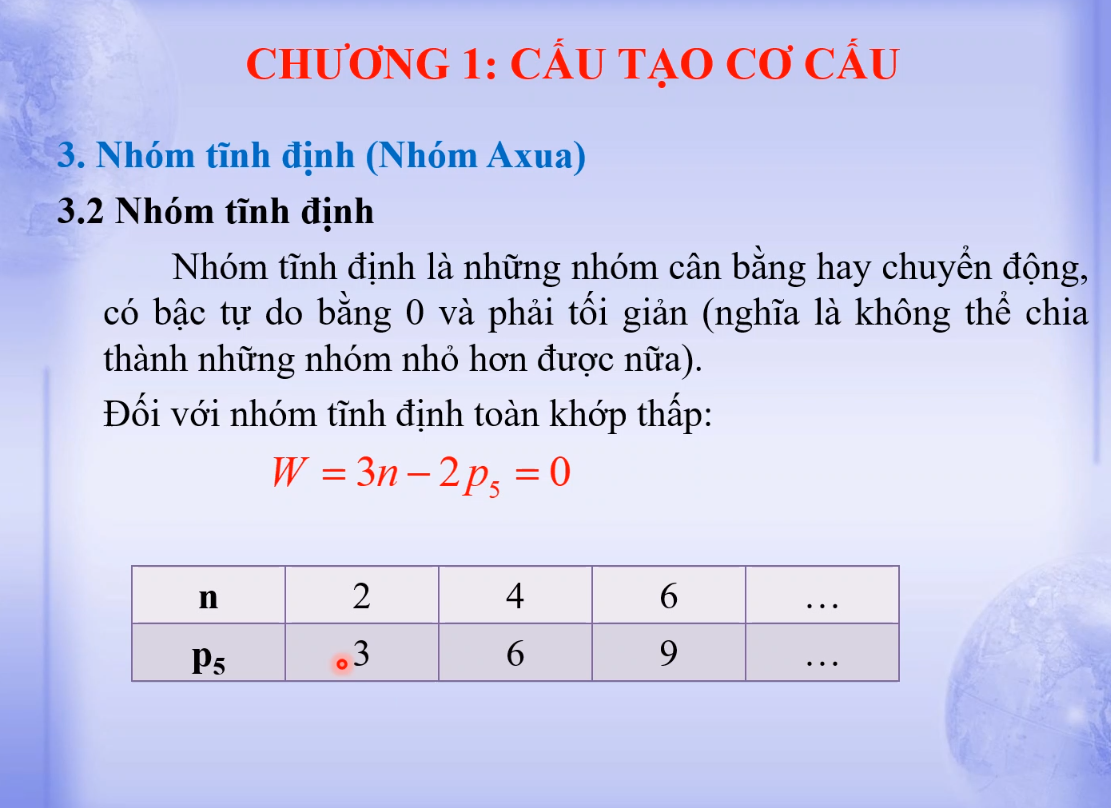 CHƯƠNG 1: CẤU TẠO CƠ CẤU
3. Nhóm tĩnh định (Nhóm Axua)
3.2 Nhóm tĩnh định
Nhóm tĩnh định là những nhóm cân bằng hay chuyển động,
có bậc tự do bằng 0 và phải tối giản (nghĩa là không thể chia
thành những nhóm nhỏ hơn được nữa).
Đối với nhóm tĩnh định toàn khớp thấp:
W = 3n − 2p₅ = 0
n 2 4 6 …
p₅ 3 6 9 …